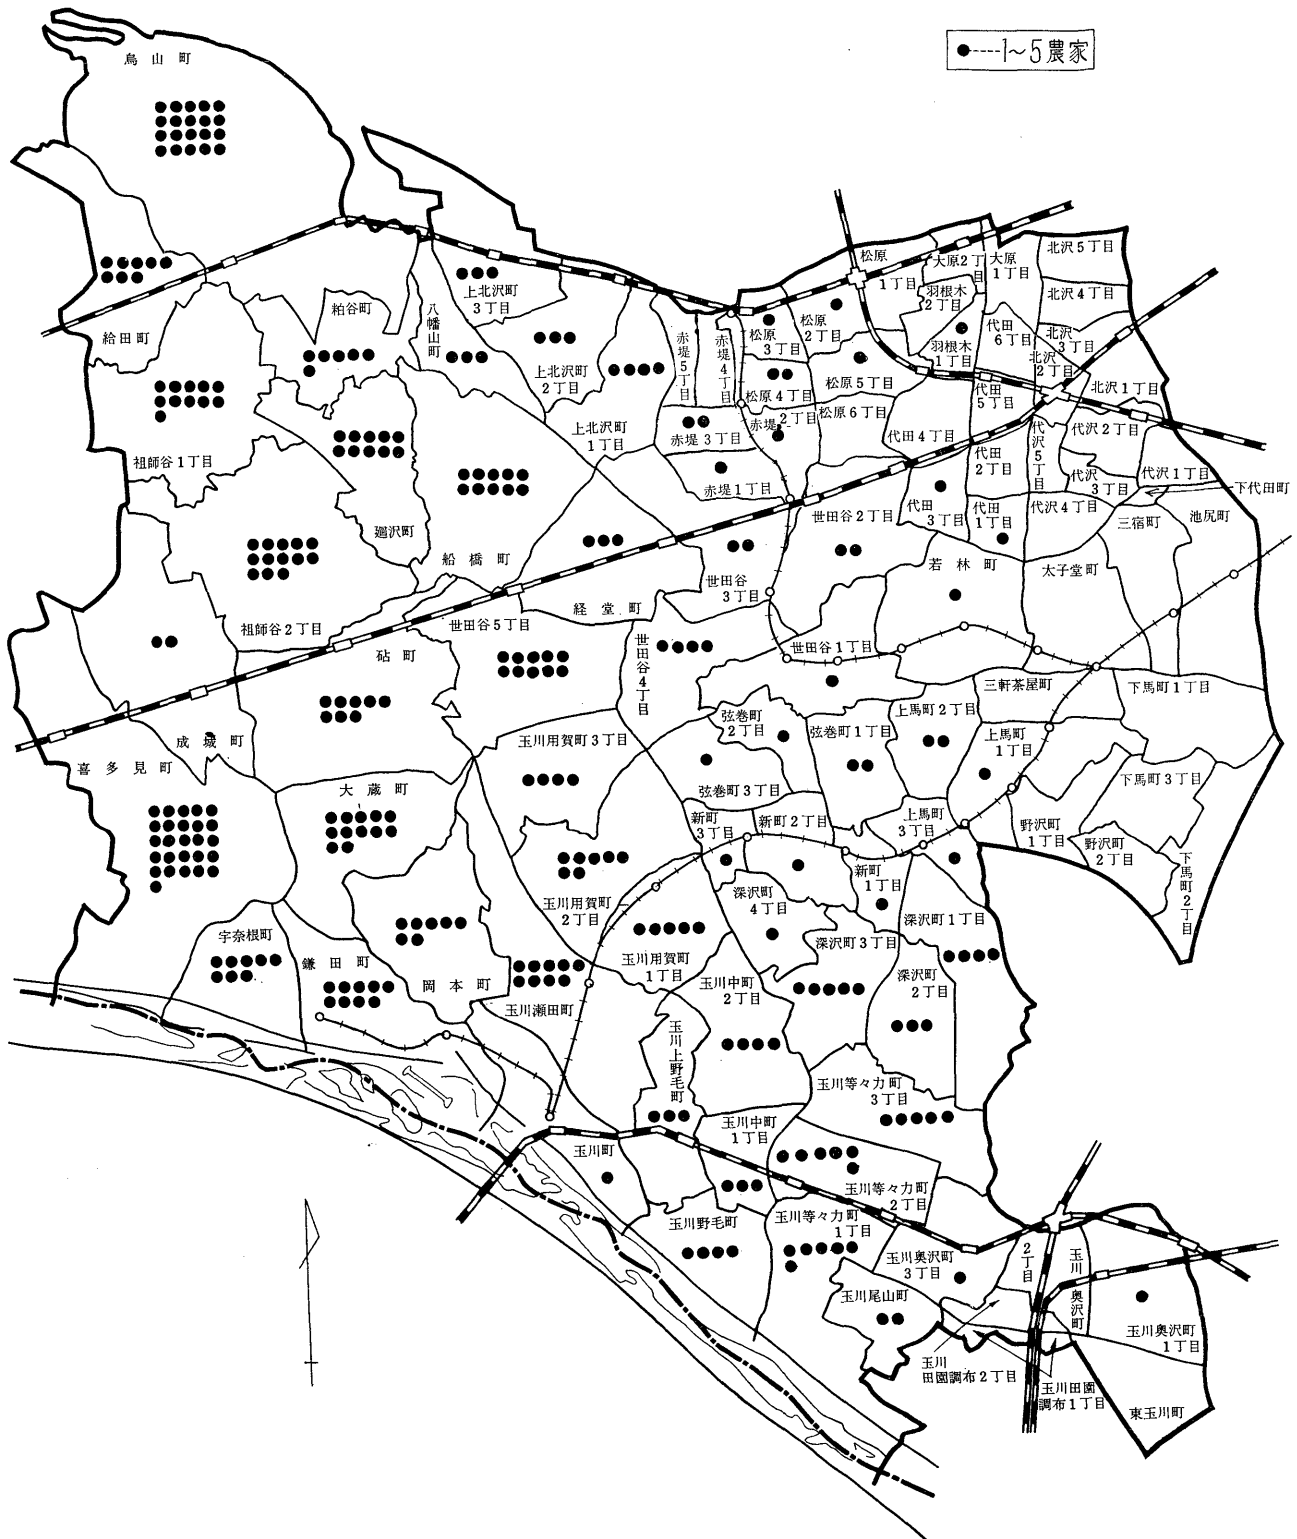 ●----1~5農家
烏山町
給田町
粕谷町
八幡山町
上北沢町
3丁目
上北沢町
2丁目
上北沢町
1丁目
赤堤5丁目
赤堤4丁目
松原
3丁目
松原
2丁目
松原
1丁目
大原2丁目
大原
1丁目
北沢5丁目
羽根木
2丁目
北沢4丁目
羽根木
1丁目
代田
6丁目
北沢
3丁目
北沢
2丁目
北沢1丁目
松原4丁目
松原5丁目
代田
5丁目
赤堤2丁目
松原6丁目
代田4丁目
代沢5丁目
代沢2丁目
赤堤3丁目
代田
2丁目
代沢
3丁目
代沢1丁目
下代田町
赤堤1丁目
代田
3丁目
代田
1丁目
代沢4丁目
三宿町
池尻町
世田谷2丁目
祖師谷1丁目
廻沢町
船橋町
若林町
太子堂町
世田谷
3丁目
経堂町
祖師谷2丁目
世田谷5丁目
世田谷4丁目
世田谷1丁目
砧町
三軒茶屋町
下馬町1丁目
弦巻町
2丁目
弦巻町1丁目
上馬町2丁目
上馬町
1丁目
成城町
喜多見町
玉川用賀町3丁目
下馬町3丁目
大蔵町
弦巻町3丁目
新町
3丁目
新町2丁目
上馬町
3丁目
野沢町
1丁目
野沢町
2丁目
下馬町2丁目
新町
1丁目
深沢町
4丁目
玉川用賀町
2丁目
深沢町1丁目
宇奈根町
鎌田町
岡本町
玉川用賀町
1丁目
深沢町3丁目
深沢町
2丁目
玉川瀬田町
玉川中町
2丁目
玉川上野毛町
玉川等々力町
3丁目
玉川中町
1丁目
玉川町
玉川等々力町
2丁目
玉川野毛町
玉川等々力町
1丁目
玉川奥沢町
3丁目
2丁目
玉川奥沢町
玉川尾山町
玉川奥沢町
1丁目
玉川
田園調布2丁目
玉川田園
調布1丁目
東玉川町